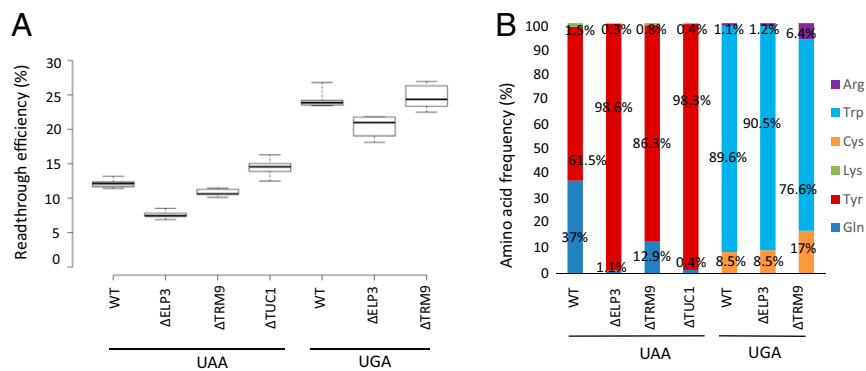 A
Readthrough efficiency (%)
30
25
20
15
10
5
0
WT
ΔELP3
ΔTRM9
ΔTUC1
WT
ΔELP3
ΔTRM9
UAA
UGA
B
Amino acid frequency (%)
100
90
80
70
60
50
40
30
20
10
0
1.5%
0.3%
0.8%
0.4%
1.1%
1.2%
6.4%
98.6%
98.3%
86.3%
90.5%
61.5%
89.6%
76.6%
37%
1.1%
12.9%
0.4%
8.5%
8.5%
17%
WT
ΔELP3
ΔTRM9
ΔTUC1
WT
ΔELP3
ΔTRM9
UAA
UGA
Arg
Trp
Cys
Lys
Tyr
Gln